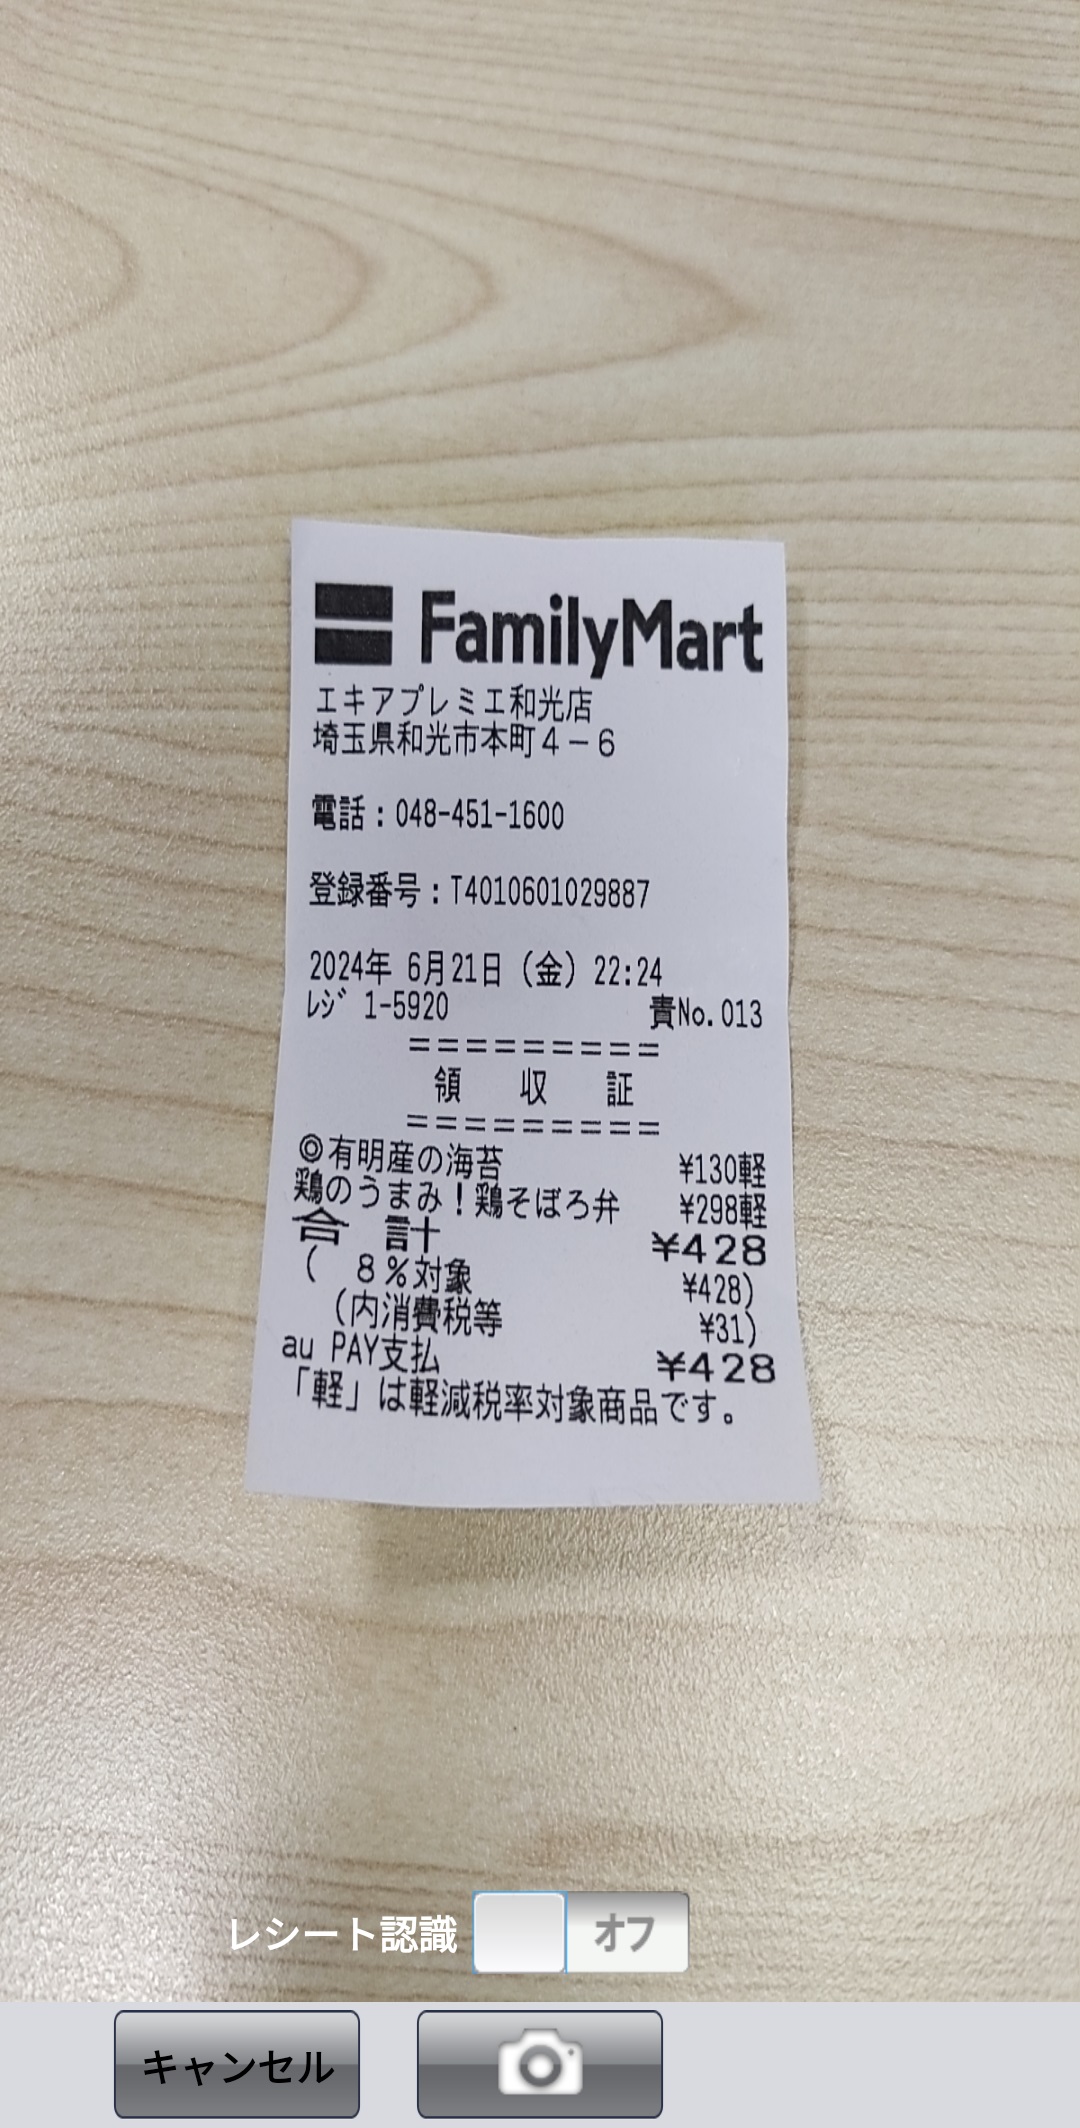 FamilyMart
エキアプレミエ和光店
埼玉県和光市本町4-6
電話:048-451-1600
登録番号:T4010601029887
2024年 6月21日(金)22:24
レジ 1-5920 責No.013
=========
領 収 証
=========
◎有明産の海苔 ¥130軽
鶏のうまみ!鶏そぼろ弁 ¥298軽
合 計 ¥428
( 8%対象 ¥428)
(内消費税等 ¥31)
au PAY支払 ¥428
「軽」は軽減税率対象商品です。
レシート認識 オフ
キャンセル